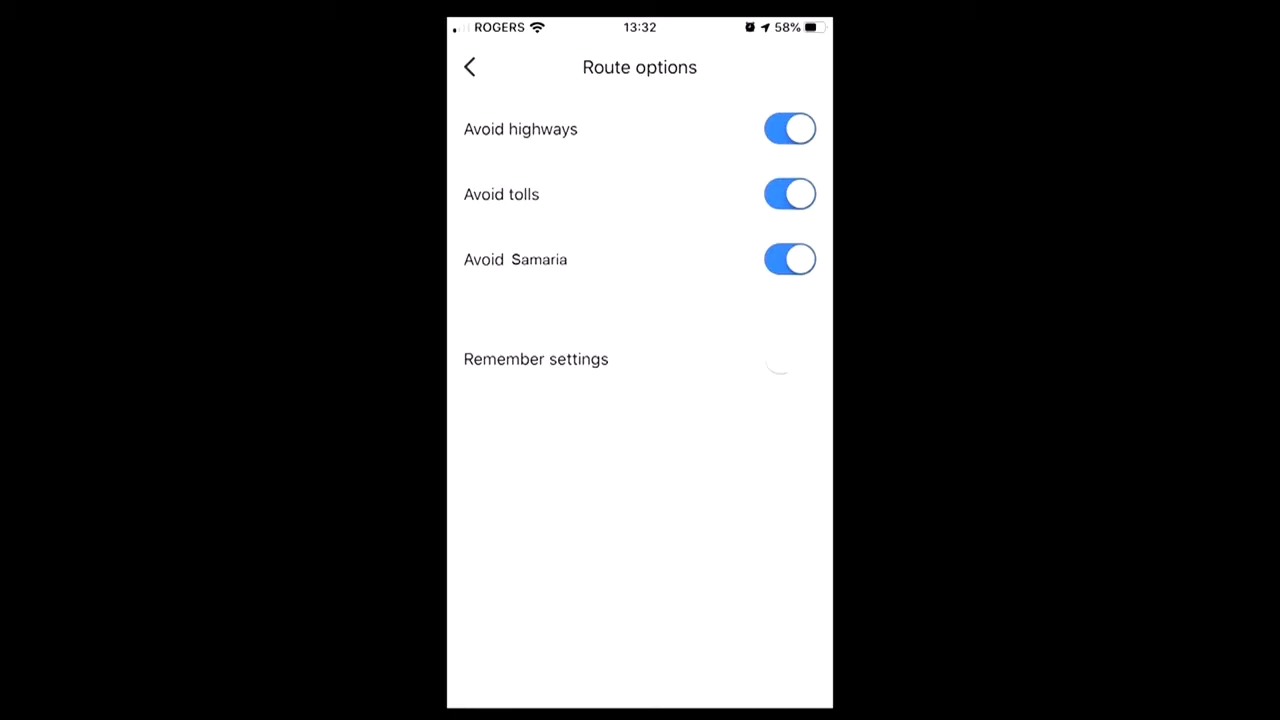 ROGERS 13:32 58%
Route options
Avoid highways
Avoid tolls
Avoid Samaria
Remember settings